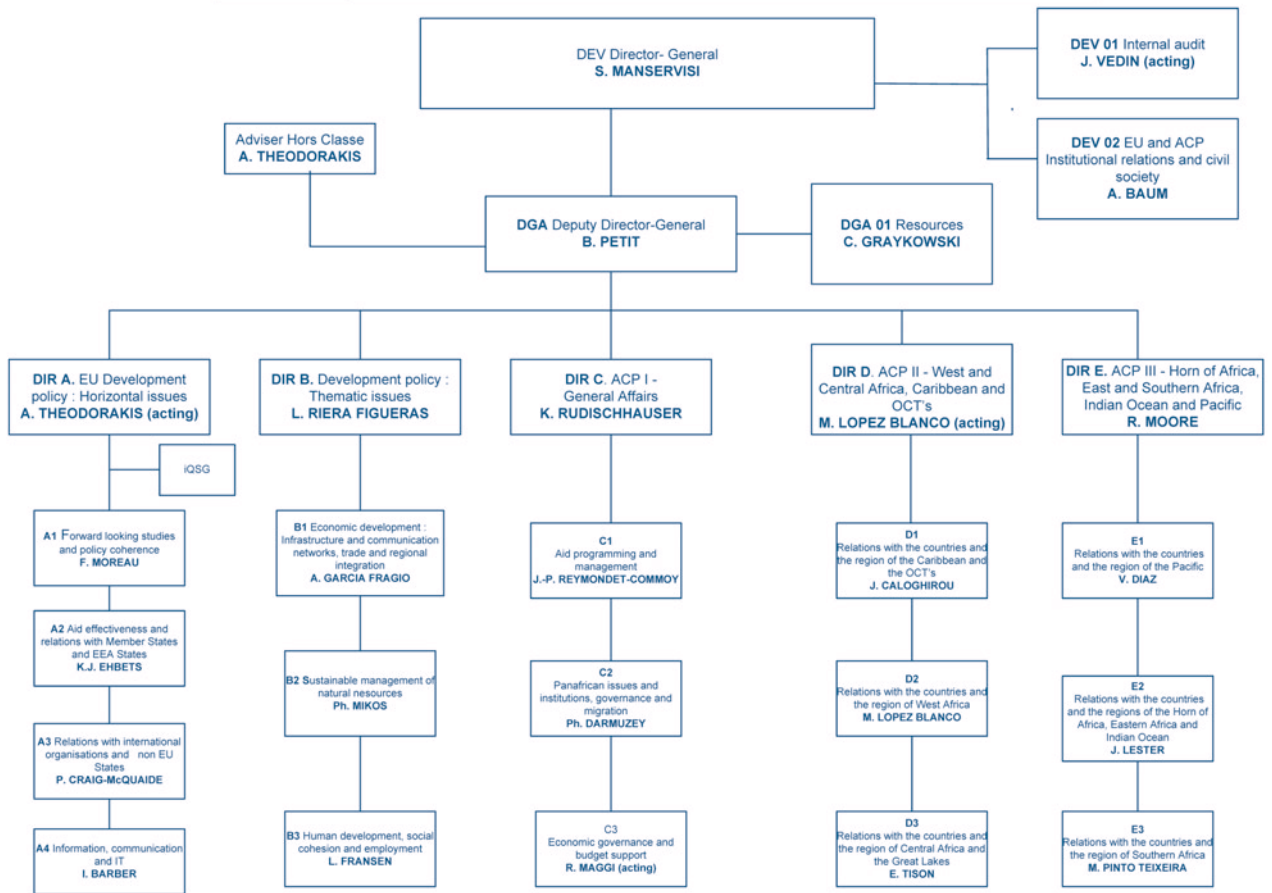 DEV Director- General
S. MANSERVISI
DEV 01 Internal audit
J. VEDIN (acting)
Adviser Hors Classe
A. THEODORAKIS
DEV 02 EU and ACP
Institutional relations and civil
society
A. BAUM
DGA Deputy Director-General
B. PETIT
DGA 01 Resources
C. GRAYKOWSKI
DIR A. EU Development
policy : Horizontal issues
A. THEODORAKIS (acting)
DIR B. Development policy :
Thematic issues
L. RIERA FIGUERAS
DIR C. ACP I -
General Affairs
K. RUDISCHHAUSER
DIR D. ACP II - West and
Central Africa, Caribbean and
OCT's
M. LOPEZ BLANCO (acting)
DIR E. ACP III - Horn of Africa,
East and Southern Africa,
Indian Ocean and Pacific
R. MOORE
iQSG
A1 Forward looking studies
and policy coherence
F. MOREAU
A2 Aid effectiveness and
relations with Member States
and EEA States
K.J. EHBETS
A3 Relations with international
organisations and non EU
States
P. CRAIG-McQUAIDE
A4 Information, communication
and IT
I. BARBER
B1 Economic development :
Infrastructure and communication
networks, trade and regional
integration
A. GARCIA FRAGIO
B2 Sustainable management of
natural nesources
Ph. MIKOS
B3 Human development, social
cohesion and employment
L. FRANSEN
C1
Aid programming and
management
J.-P. REYMONDET-COMMOY
C2
Panafrican issues and
institutions, governance and
migration
Ph. DARMUZEY
C3
Economic governance and
budget support
R. MAGGI (acting)
D1
Relations with the countries and
the region of the Caribbean and
the OCT's
J. CALOGHIROU
D2
Relations with the countries and
the region of West Africa
M. LOPEZ BLANCO
D3
Relations with the countries and
the region of Central Africa and
the Great Lakes
E. TISON
E1
Relations with the countries
and the region of the Pacific
V. DIAZ
E2
Relations with the countries
and the regions of the Horn of
Africa, Eastern Africa and
Indian Ocean
J. LESTER
E3
Relations with the countries and
the region of Southern Africa
M. PINTO TEIXEIRA